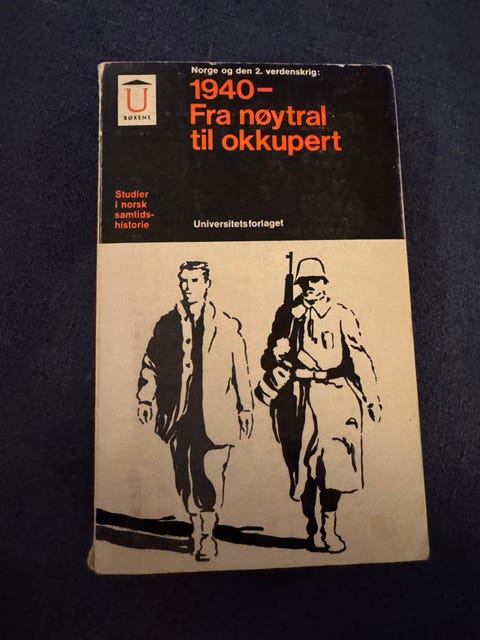 Norge og den 2. verdenskrig:
1940–
Fra nøytral
til okkupert
U
BØKENE
Studier
i norsk
samtids-
historie
Universitetsforlaget